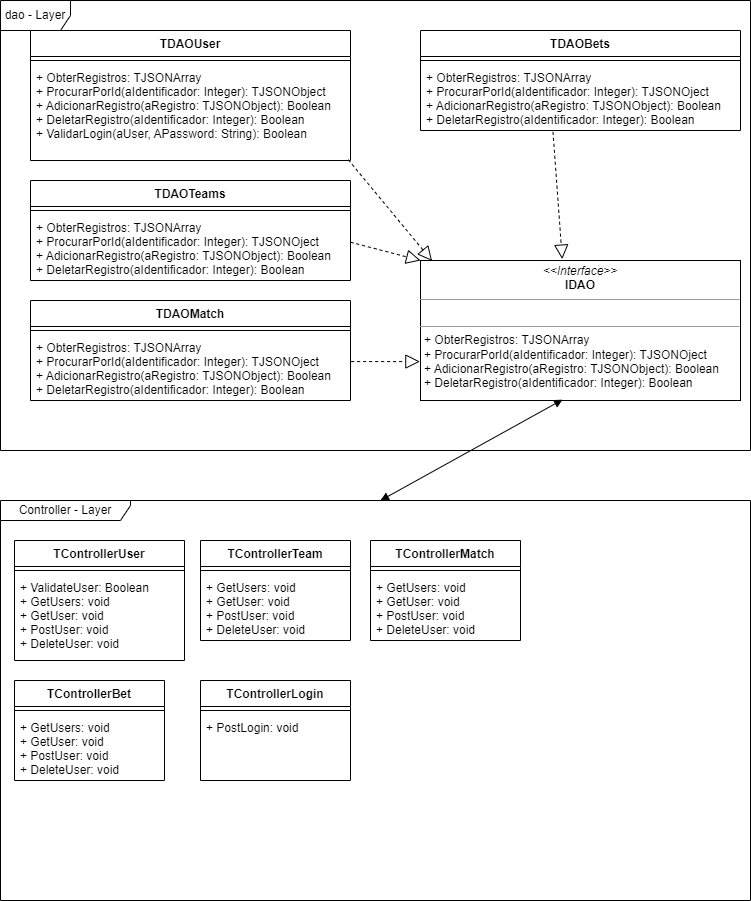 dao - Layer
TDAOUser
+ ObterRegistros: TJSONArray
+ ProcurarPorId(aIdentificador: Integer): TJSONObject
+ AdicionarRegistro(aRegistro: TJSONObject): Boolean
+ DeletarRegistro(aIdentificador: Integer): Boolean
+ ValidarLogin(aUser, APassword: String): Boolean
TDAOBets
+ ObterRegistros: TJSONArray
+ ProcurarPorId(aIdentificador: Integer): TJSONOject
+ AdicionarRegistro(aRegistro: TJSONObject): Boolean
+ DeletarRegistro(aIdentificador: Integer): Boolean
TDAOTeams
+ ObterRegistros: TJSONArray
+ ProcurarPorId(aIdentificador: Integer): TJSONOject
+ AdicionarRegistro(aRegistro: TJSONObject): Boolean
+ DeletarRegistro(aIdentificador: Integer): Boolean
<<Interface>>
IDAO
+ ObterRegistros: TJSONArray
+ ProcurarPorId(aIdentificador: Integer): TJSONOject
+ AdicionarRegistro(aRegistro: TJSONObject): Boolean
+ DeletarRegistro(aIdentificador: Integer): Boolean
TDAOMatch
+ ObterRegistros: TJSONArray
+ ProcurarPorId(aIdentificador: Integer): TJSONOject
+ AdicionarRegistro(aRegistro: TJSONObject): Boolean
+ DeletarRegistro(aIdentificador: Integer): Boolean
Controller - Layer
TControllerUser
+ ValidateUser: Boolean
+ GetUsers: void
+ GetUser: void
+ PostUser: void
+ DeleteUser: void
TControllerTeam
+ GetUsers: void
+ GetUser: void
+ PostUser: void
+ DeleteUser: void
TControllerMatch
+ GetUsers: void
+ GetUser: void
+ PostUser: void
+ DeleteUser: void
TControllerBet
+ GetUsers: void
+ GetUser: void
+ PostUser: void
+ DeleteUser: void
TControllerLogin
+ PostLogin: void